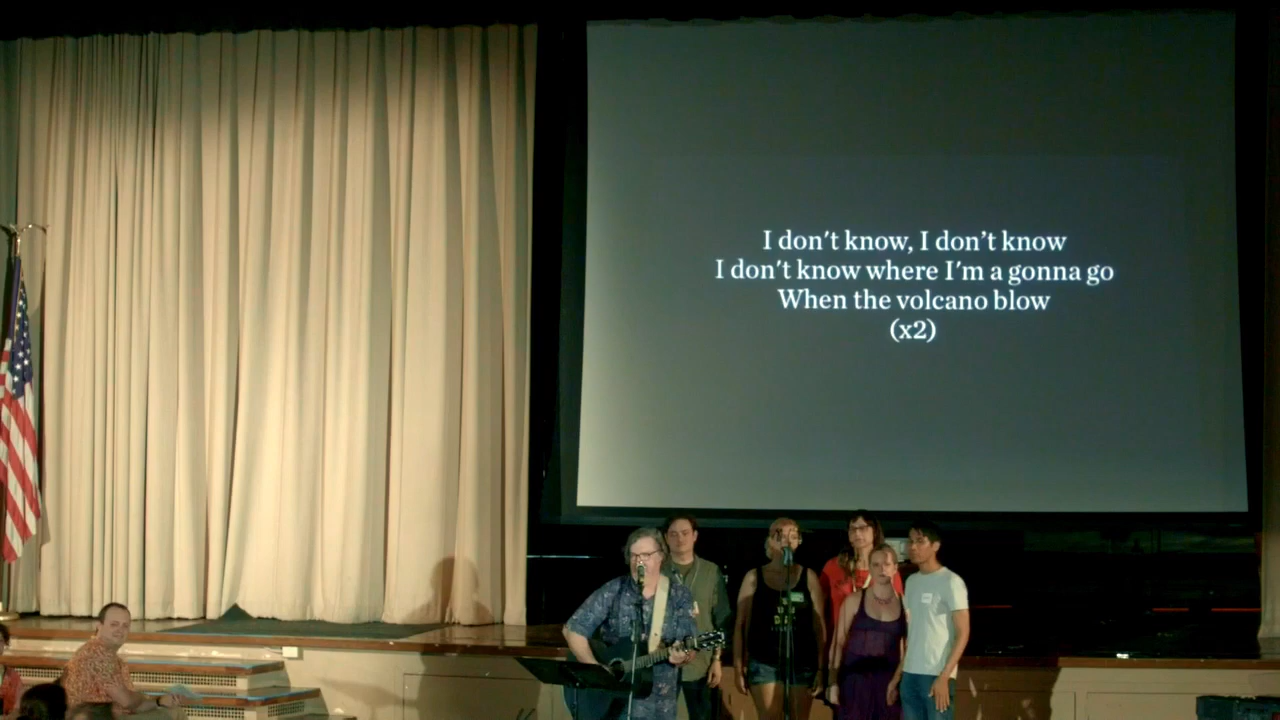 I don't know, I don’t know
I don't know where I'm a gonna go
When the volcano blow
(x2)